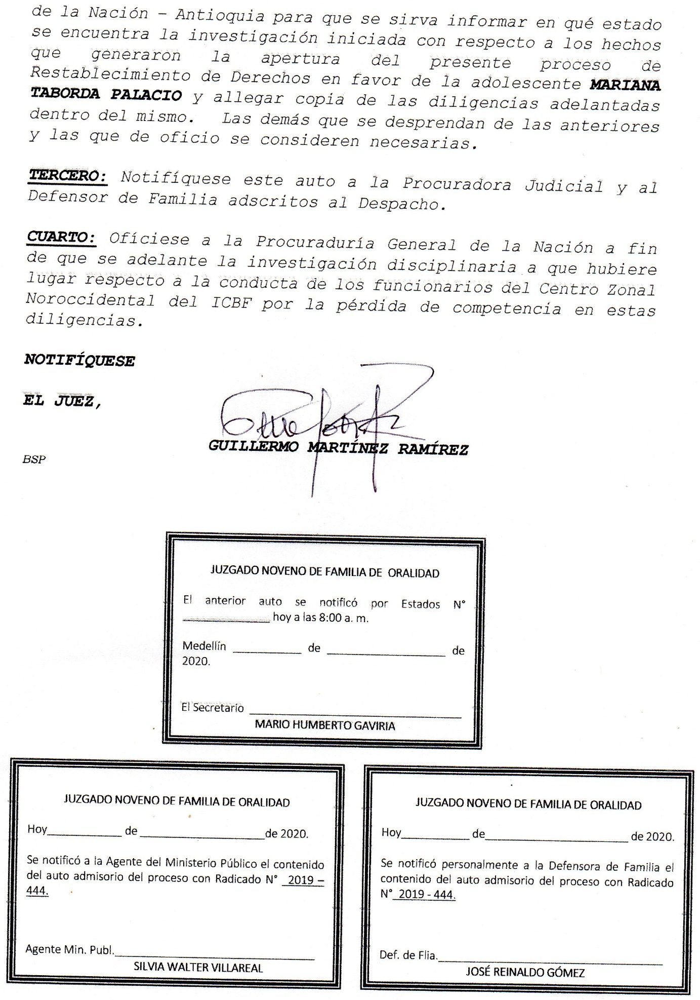 de la Nación – Antioquia para que se sirva informar en qué estado
se encuentra la investigación iniciada con respecto a los hechos
que generaron la apertura del presente proceso de
Restablecimiento de Derechos en favor de la adolescente MARIANA
TABORDA PALACIO y allegar copia de las diligencias adelantadas
dentro del mismo. Las demás que se desprendan de las anteriores
y las que de oficio se consideren necesarias.
TERCERO: Notifíquese este auto a la Procuradora Judicial y al
Defensor de Familia adscritos al Despacho.
CUARTO: Ofíciese a la Procuraduría General de la Nación a fin
de que se adelante la investigación disciplinaria a que hubiere
lugar respecto a la conducta de los funcionarios del Centro Zonal
Noroccidental del ICBF por la pérdida de competencia en estas
diligencias.
NOTIFÍQUESE
EL JUEZ,
GUILLERMO MARTÍNEZ RAMÍREZ
BSP
JUZGADO NOVENO DE FAMILIA DE ORALIDAD
El anterior auto se notificó por Estados N°
____________ hoy a las 8:00 a. m.
Medellín __________ de _________________ de
2020.
El Secretario ______________________________
MARIO HUMBERTO GAVIRIA
JUZGADO NOVENO DE FAMILIA DE ORALIDAD
Hoy___________ de __________________de 2020.
Se notificó a la Agente del Ministerio Público el contenido
del auto admisorio del proceso con Radicado N° 2019 –
444.
Agente Min. Publ.____________________________
SILVIA WALTER VILLAREAL
JUZGADO NOVENO DE FAMILIA DE ORALIDAD
Hoy__________ de____________________ de 2020.
Se notificó personalmente a la Defensora de Familia el
contenido del auto admisorio del proceso con Radicado
N° 2019 - 444.
Def. de Flia.________________________________
JOSÉ REINALDO GÓMEZ